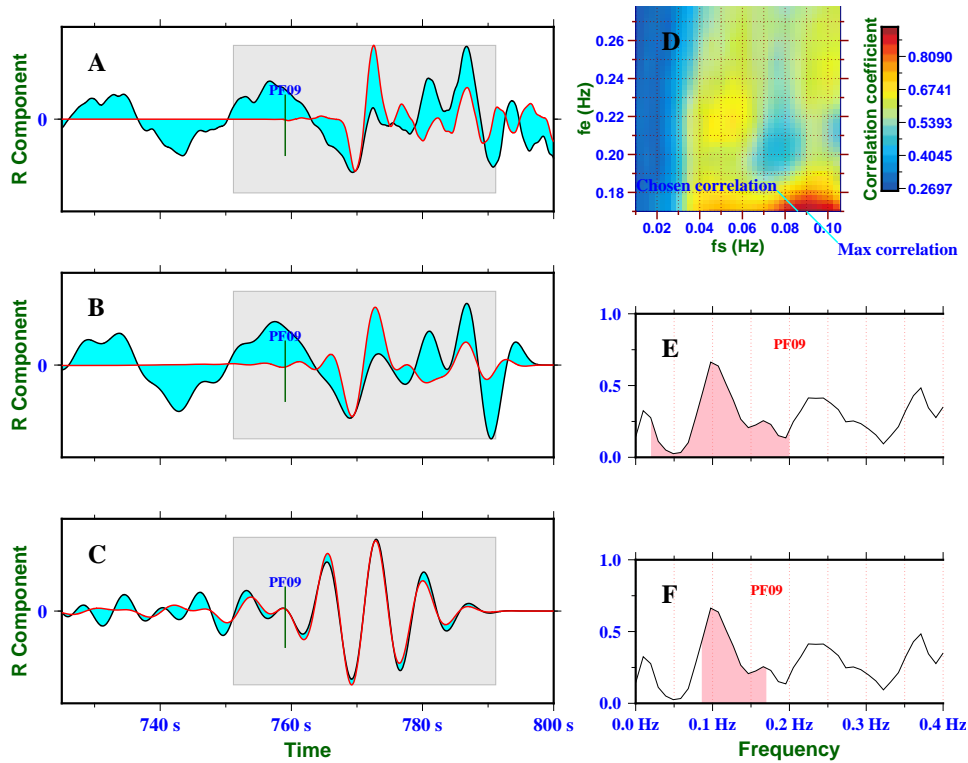 A
R Component
0
PF09
B
R Component
0
PF09
C
R Component
0
PF09
740 s
760 s
780 s
800 s
Time
D
fe (Hz)
0.26
0.24
0.22
0.20
0.18
0.02
0.04
0.06
0.08
0.10
fs (Hz)
Chosen correlation
Max correlation
Correlation coefficient
0.8090
0.6741
0.5393
0.4045
0.2697
E
PF09
1.0
0.5
0.0
F
PF09
1.0
0.5
0.0
0.0 Hz
0.1 Hz
0.2 Hz
0.3 Hz
0.4 Hz
Frequency